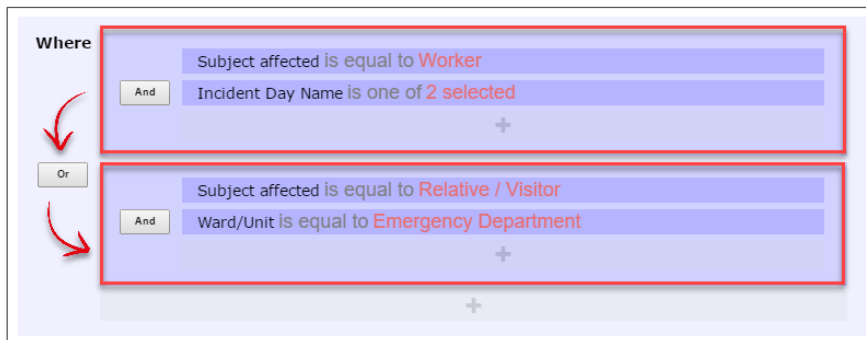 Where
Subject affected is equal to Worker
And
Incident Day Name is one of 2 selected
Or
Subject affected is equal to Relative / Visitor
And
Ward/Unit is equal to Emergency Department